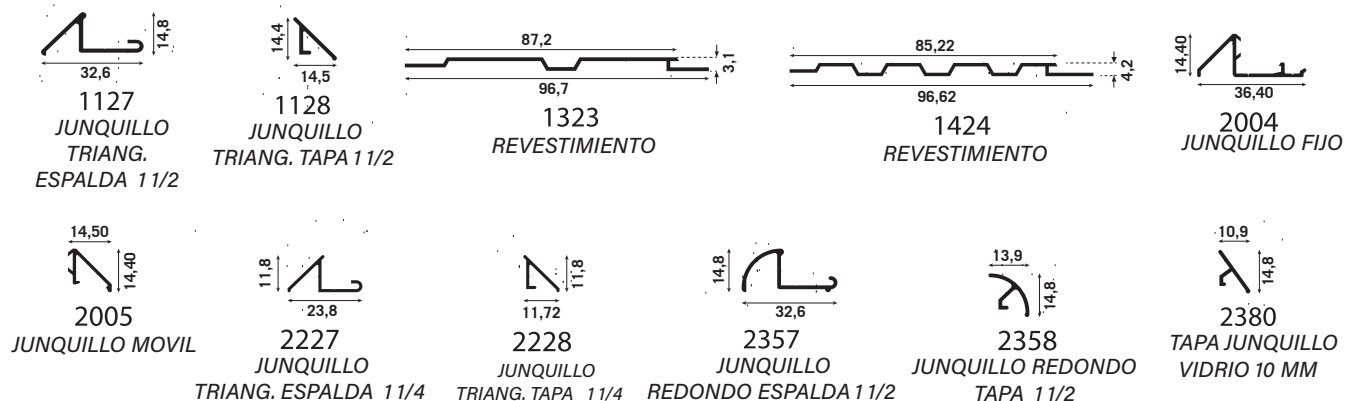 14,8
32,6
1127
JUNQUILLO
TRIANG.
ESPALDA 1 1/2
14,4
14,5
1128
JUNQUILLO
TRIANG. TAPA 1 1/2
87,2
3,1
96,7
1323
REVESTIMIENTO
85,22
4,2
96,62
1424
REVESTIMIENTO
14,40
36,40
2004
JUNQUILLO FIJO
14,50
14,40
2005
JUNQUILLO MOVIL
11,8
23,8
2227
JUNQUILLO
TRIANG. ESPALDA 1 1/4
11,8
11,72
2228
JUNQUILLO
TRIANG. TAPA 1 1/4
14,8
32,6
2357
JUNQUILLO
REDONDO ESPALDA 1 1/2
13,9
14,8
2358
JUNQUILLO REDONDO
TAPA 1 1/2
10,9
14,8
2380
TAPA JUNQUILLO
VIDRIO 10 MM